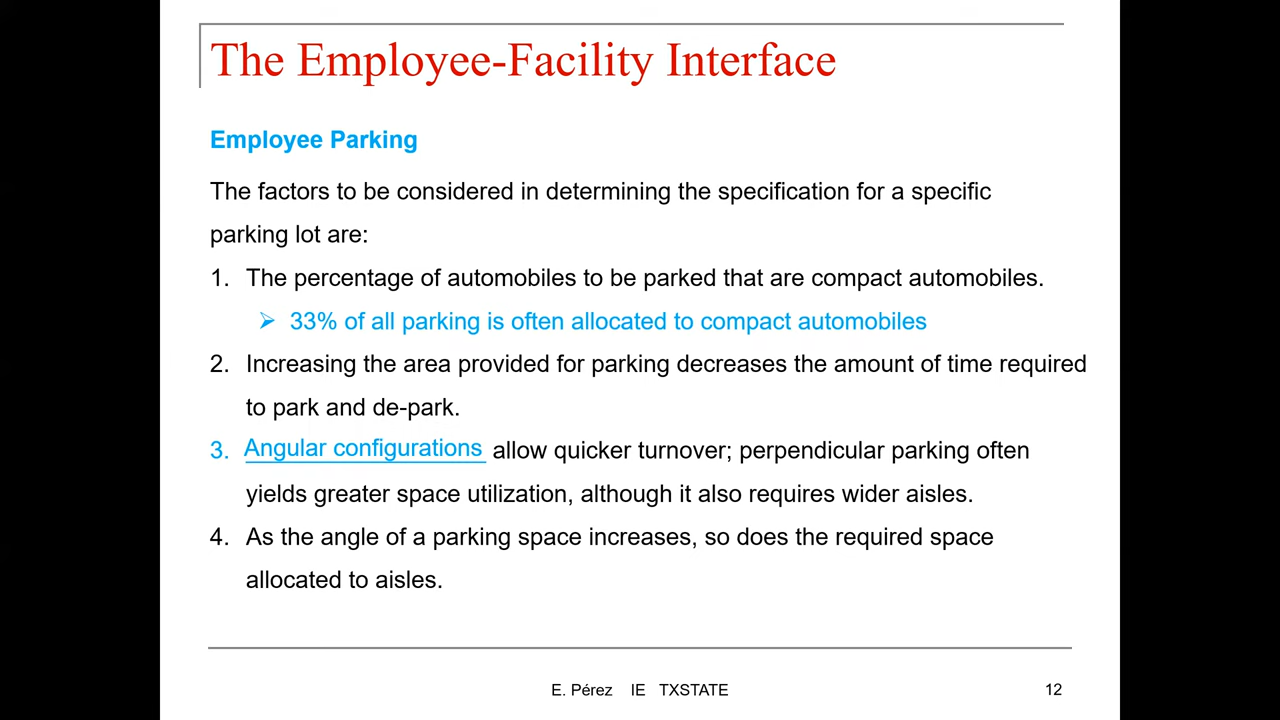 The Employee-Facility Interface
Employee Parking
The factors to be considered in determining the specification for a specific
parking lot are:
1. The percentage of automobiles to be parked that are compact automobiles.
➢ 33% of all parking is often allocated to compact automobiles
2. Increasing the area provided for parking decreases the amount of time required
to park and de-park.
3. Angular configurations allow quicker turnover; perpendicular parking often
yields greater space utilization, although it also requires wider aisles.
4. As the angle of a parking space increases, so does the required space
allocated to aisles.
E. Pérez IE TXSTATE 12